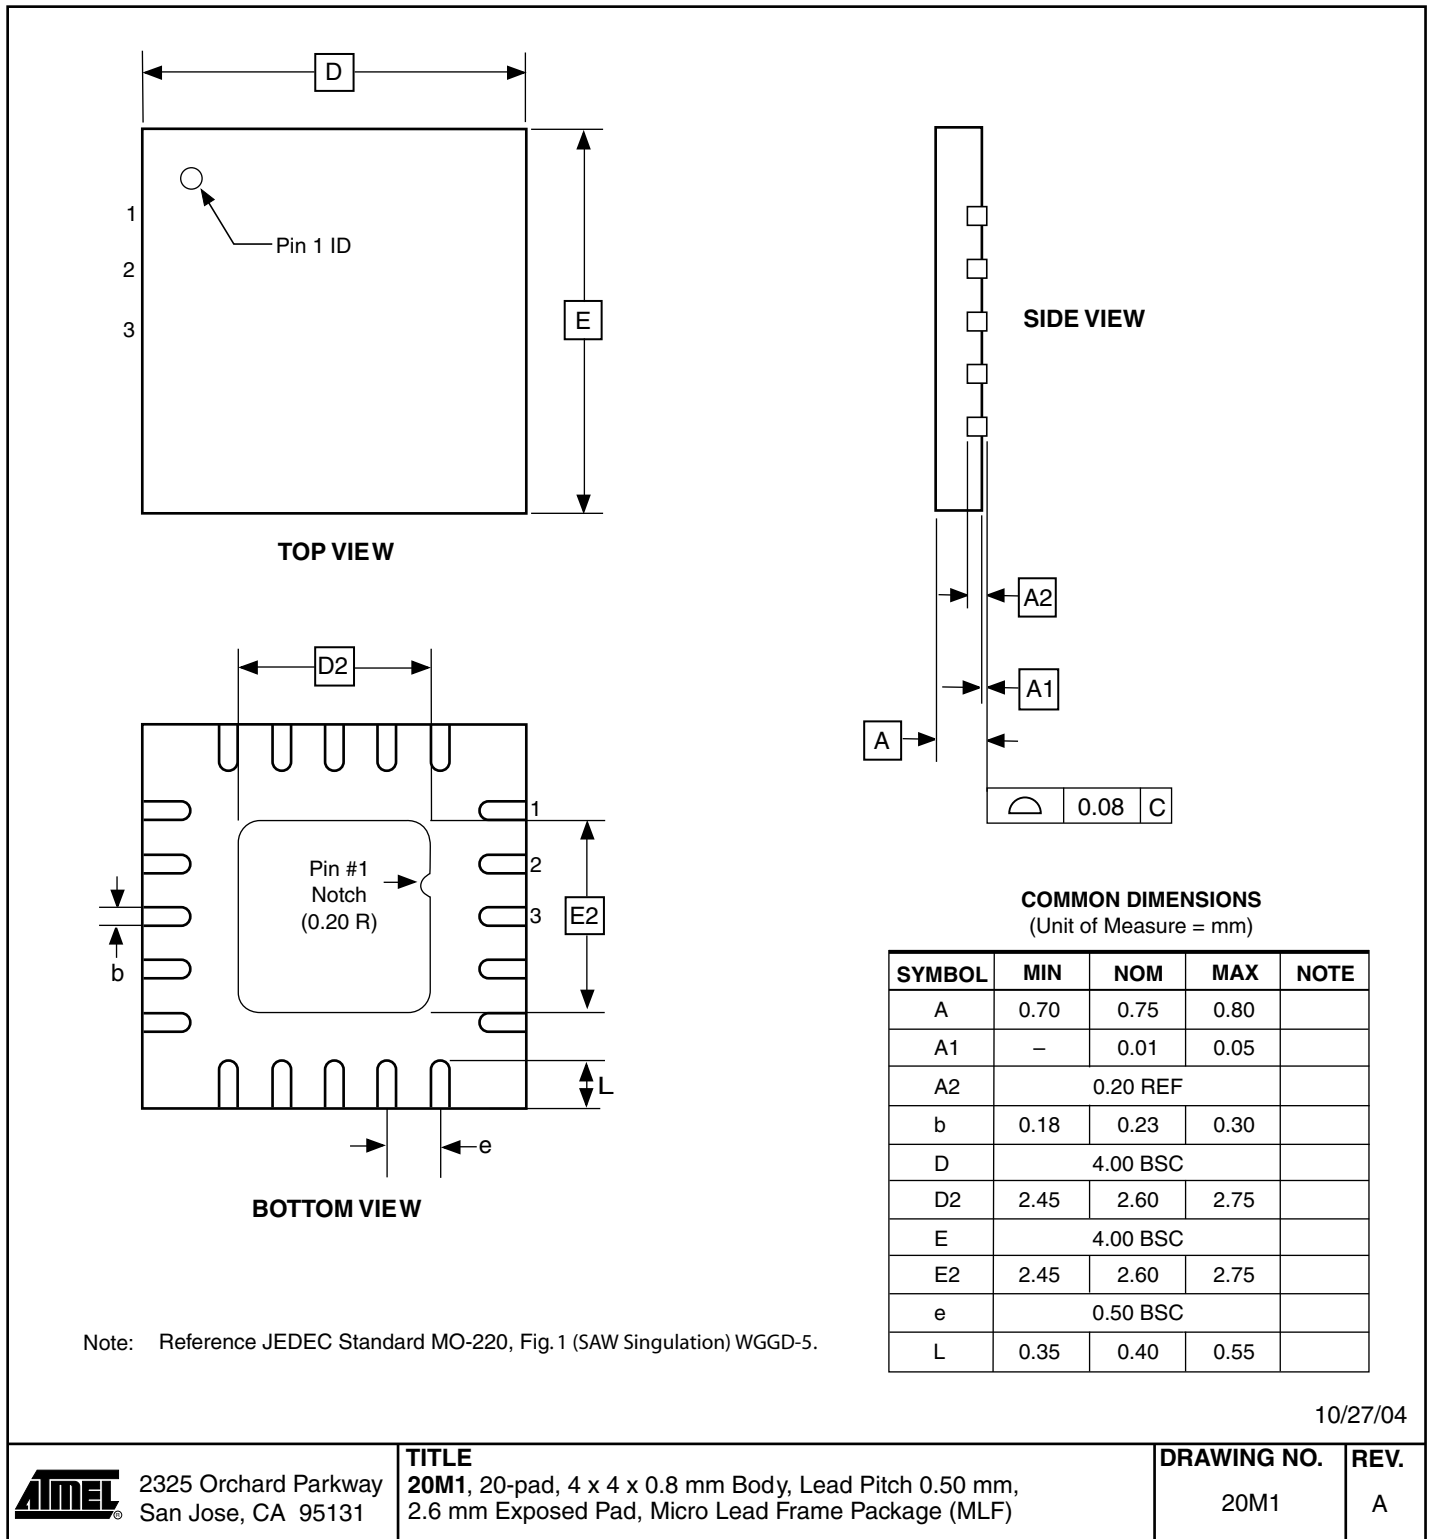 D
1
2
3
Pin 1 ID
E
SIDE VIEW
TOP VIEW
A2
A1
A
0.08 C
D2
1
2
3
Pin #1
Notch
(0.20 R)
E2
b
L
e
BOTTOM VIEW
COMMON DIMENSIONS
(Unit of Measure = mm)
SYMBOL MIN NOM MAX NOTE
A 0.70 0.75 0.80
A1 – 0.01 0.05
A2 0.20 REF
b 0.18 0.23 0.30
D 4.00 BSC
D2 2.45 2.60 2.75
E 4.00 BSC
E2 2.45 2.60 2.75
e 0.50 BSC
L 0.35 0.40 0.55
Note: Reference JEDEC Standard MO-220, Fig. 1 (SAW Singulation) WGGD-5.
10/27/04
ATMEL ®
2325 Orchard Parkway
San Jose, CA 95131
TITLE
20M1, 20-pad, 4 x 4 x 0.8 mm Body, Lead Pitch 0.50 mm,
2.6 mm Exposed Pad, Micro Lead Frame Package (MLF)
DRAWING NO.
20M1
REV.
A